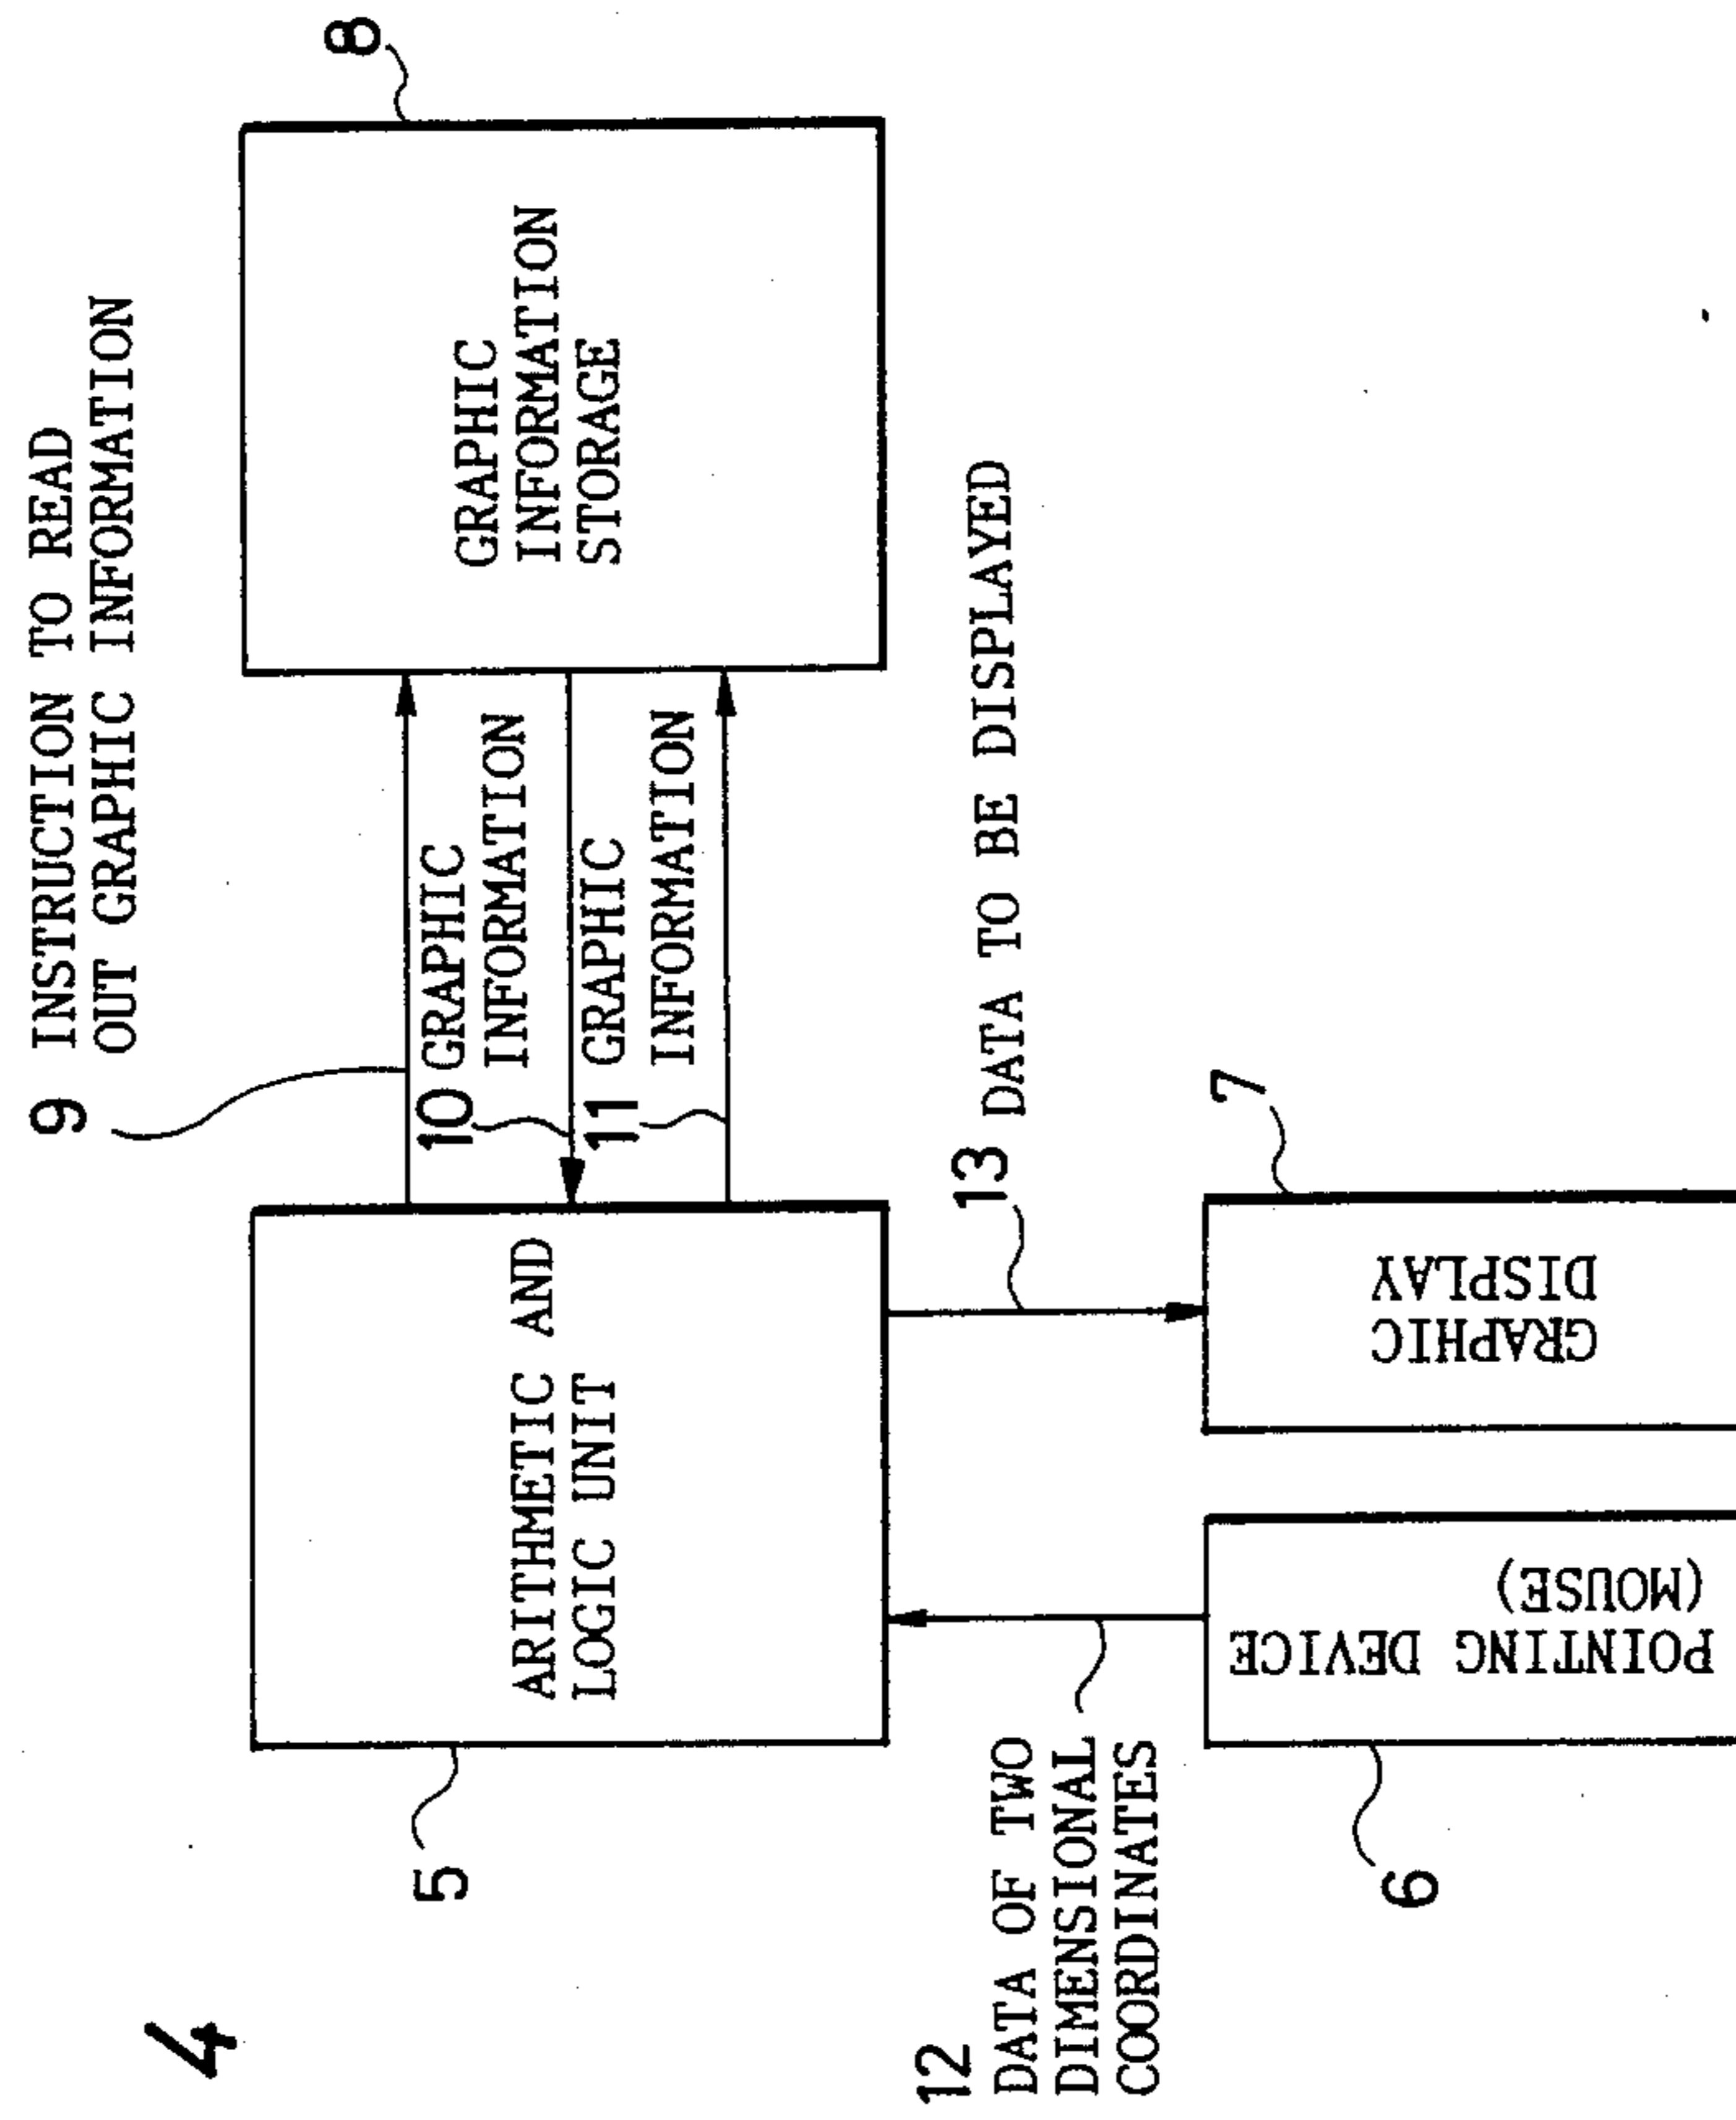 4
9
INSTRUCTION TO READ
OUT GRAPHIC INFORMATION
8
5
ARITHMETIC AND
LOGIC UNIT
10
GRAPHIC
INFORMATION
11
GRAPHIC
INFORMATION
GRAPHIC
INFORMATION
STORAGE
12
DATA OF TWO
DIMENSIONAL
COORDINATES
13
DATA TO BE DISPLAYED
6
POINTING DEVICE
(MOUSE)
7
GRAPHIC
DISPLAY